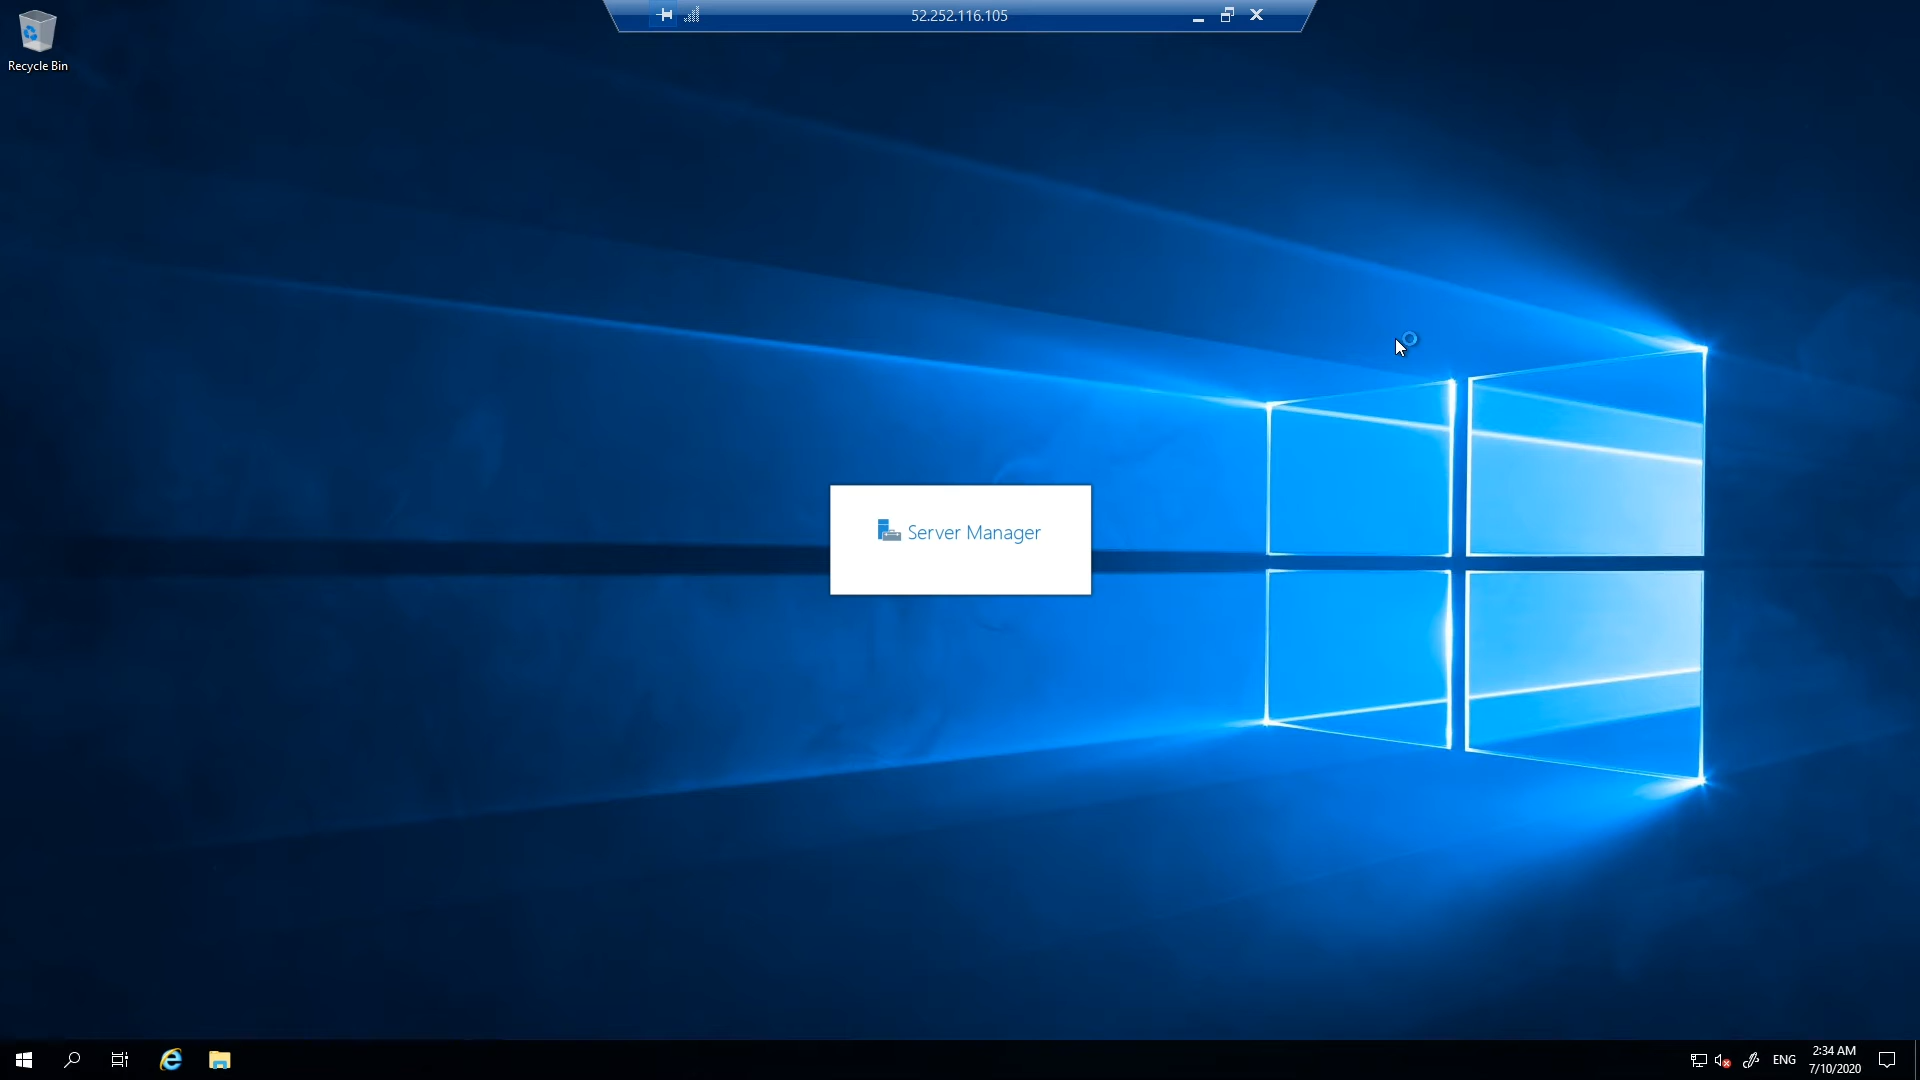 52.252.116.105
Recycle Bin
Server Manager
ENG
2:34 AM
7/10/2020